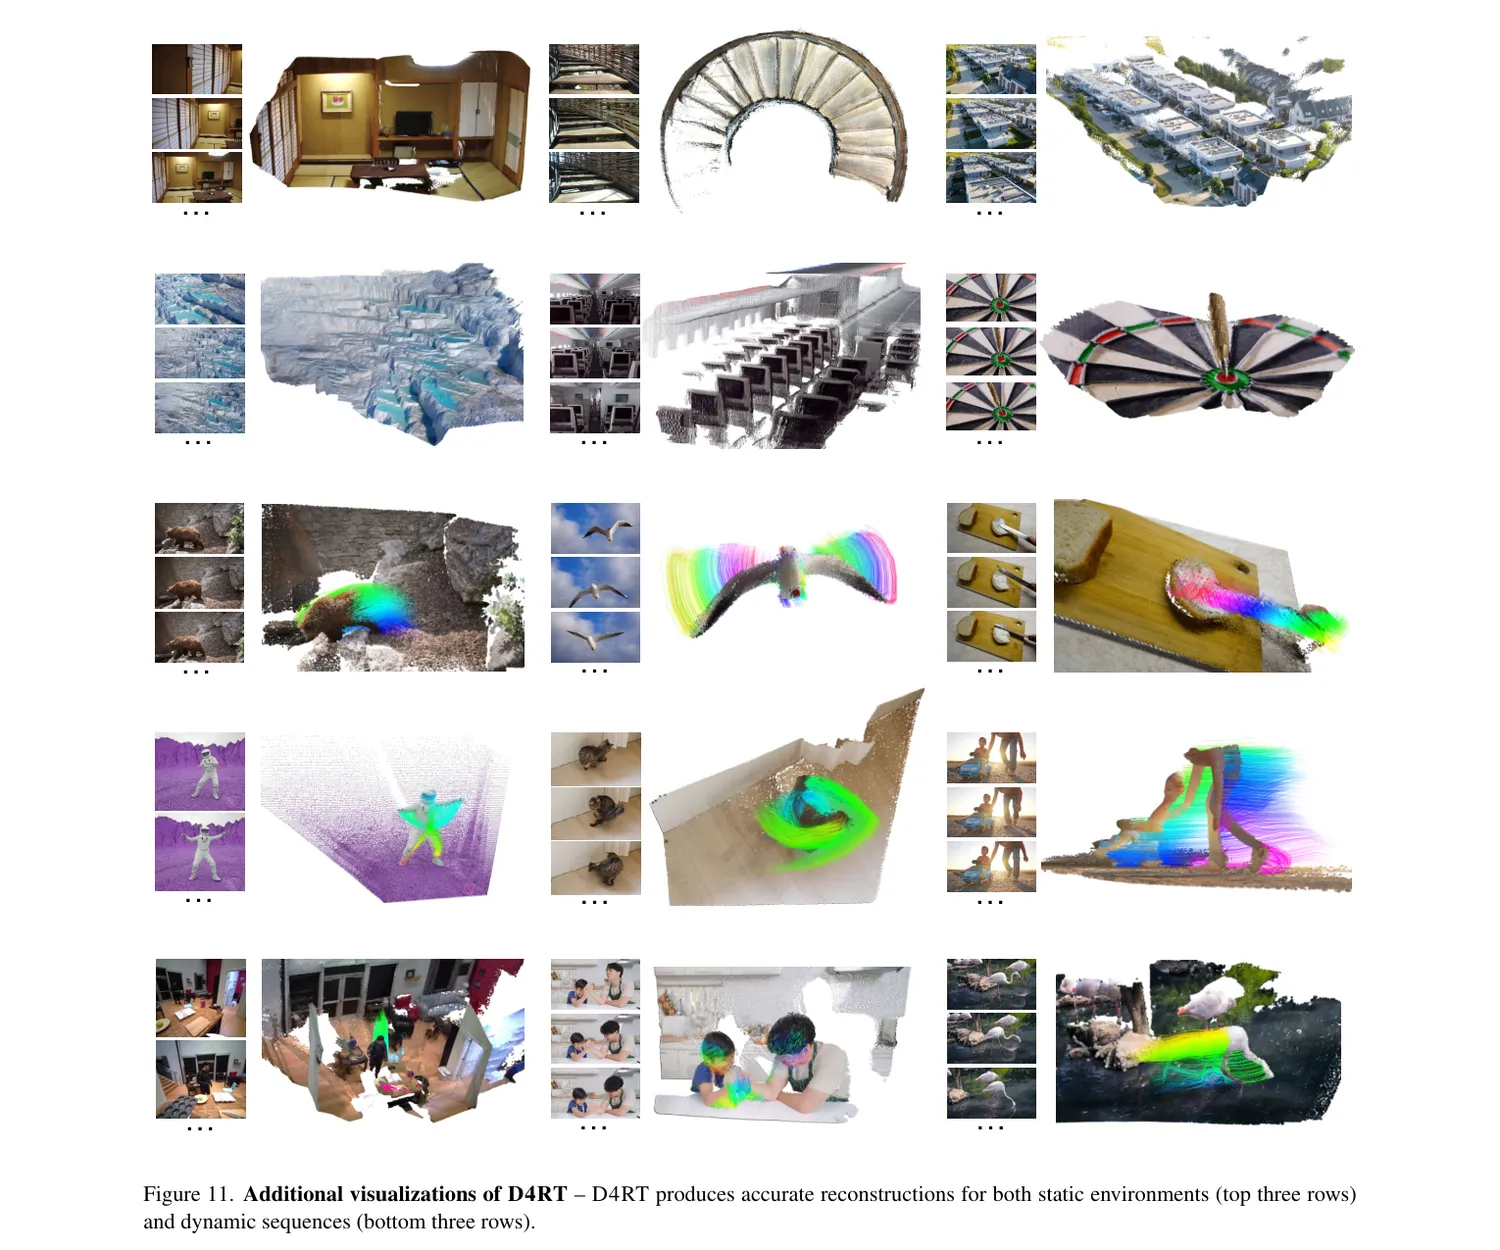 Figure 11. Additional visualizations of D4RT – D4RT produces accurate reconstructions for both static environments (top three rows)
and dynamic sequences (bottom three rows).